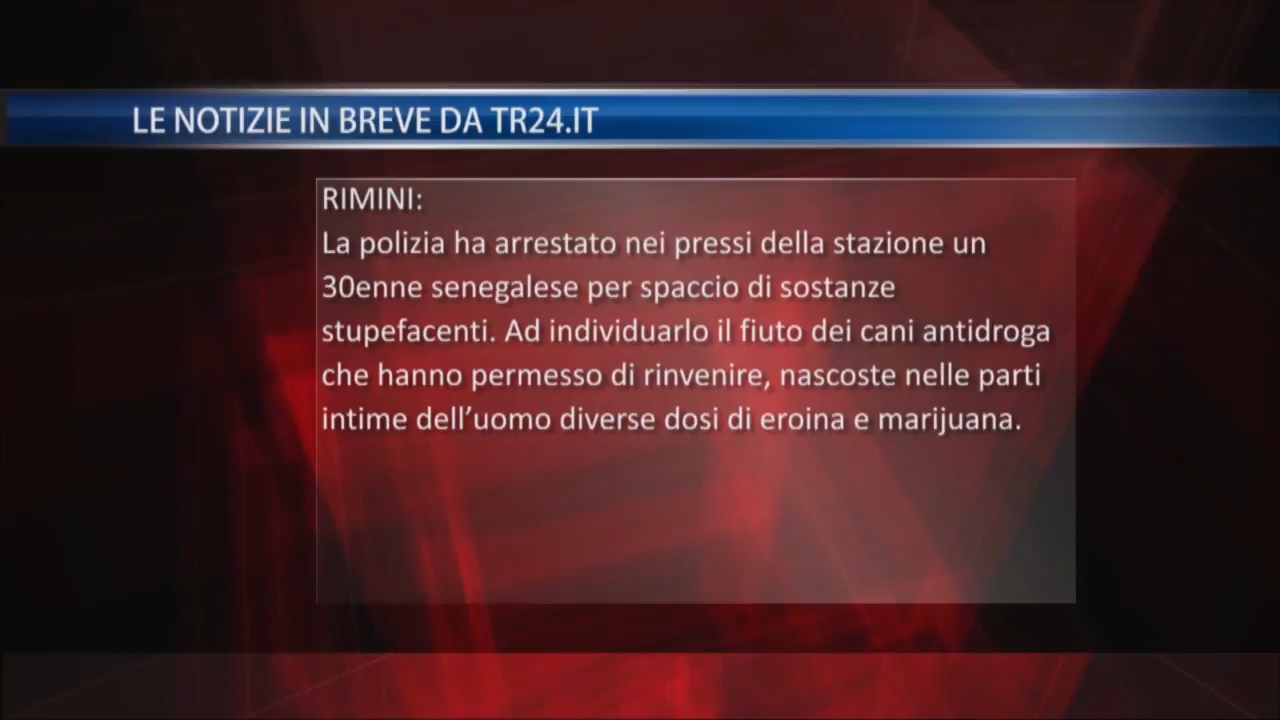 LE NOTIZIE IN BREVE DA TR24.IT
RIMINI:
La polizia ha arrestato nei pressi della stazione un
30enne senegalese per spaccio di sostanze
stupefacenti. Ad individuarlo il fiuto dei cani antidroga
che hanno permesso di rinvenire, nascoste nelle parti
intime dell’uomo diverse dosi di eroina e marijuana.